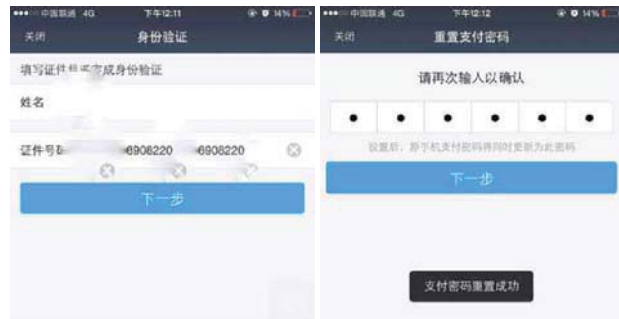 中国联通 4G 下午12:11 14%
关闭 身份验证
填写证件 完成身份验证
姓名
证件号码 6908220 6908220
下一步
中国联通 4G 下午12:12 14%
关闭 重置支付密码
请再次输入以确认
设置后，原手机支付密码将同时更新为此密码
下一步
支付密码重置成功